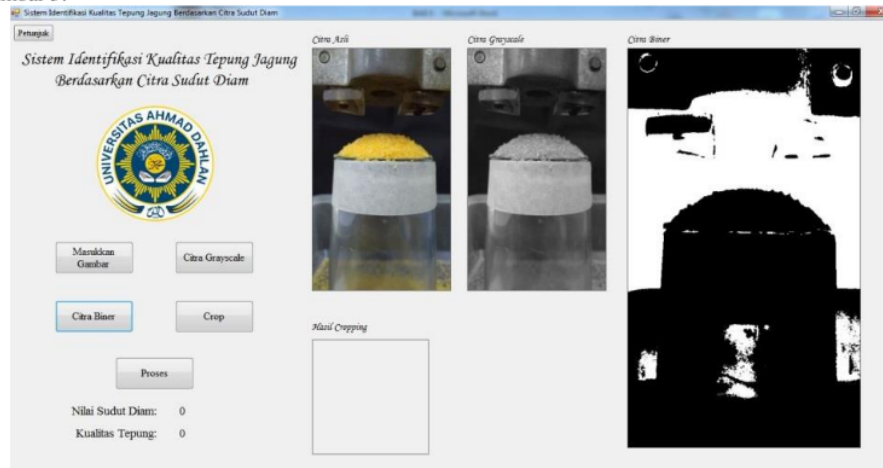 Sistem Identifikasi Kualitas Tepung Jagung Berdasarkan Citra Sudut Diam
Petunjuk
Sistem Identifikasi Kualitas Tepung Jagung
Berdasarkan Citra Sudut Diam
UNIVERSITAS AHMAD DAHLAN
UAD
Masukkan
Gambar
Citra Grayscale
Citra Biner
Crop
Proses
Nilai Sudut Diam: 0
Kualitas Tepung: 0
Citra Asli
Citra Grayscale
Citra Biner
Hasil Cropping